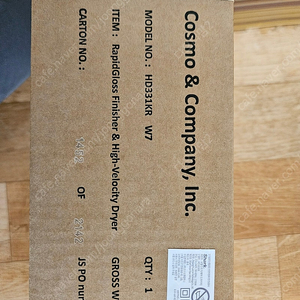 Cosmo & Company, Inc.
MODEL NO. : HD331KR W7
QTY : 1
ITEM : RapidGloss Finisher & High-Velocity Dryer
GROSS W
CARTON NO. : OF
JS PO nu
Shark